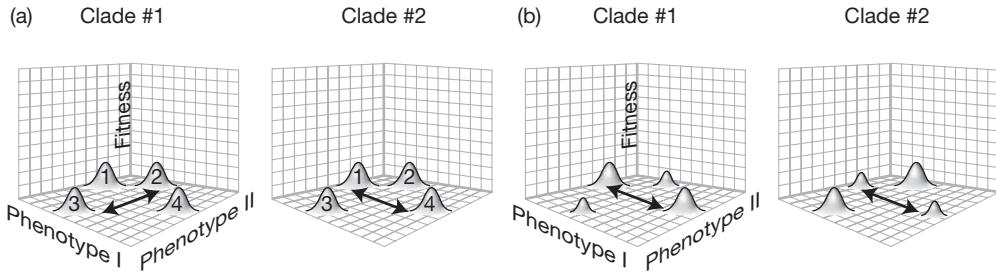 (a) Clade #1 Clade #2 (b) Clade #1 Clade #2
Fitness Fitness
1 2 1 2
3 4 3 4
Phenotype I Phenotype II Phenotype I Phenotype II